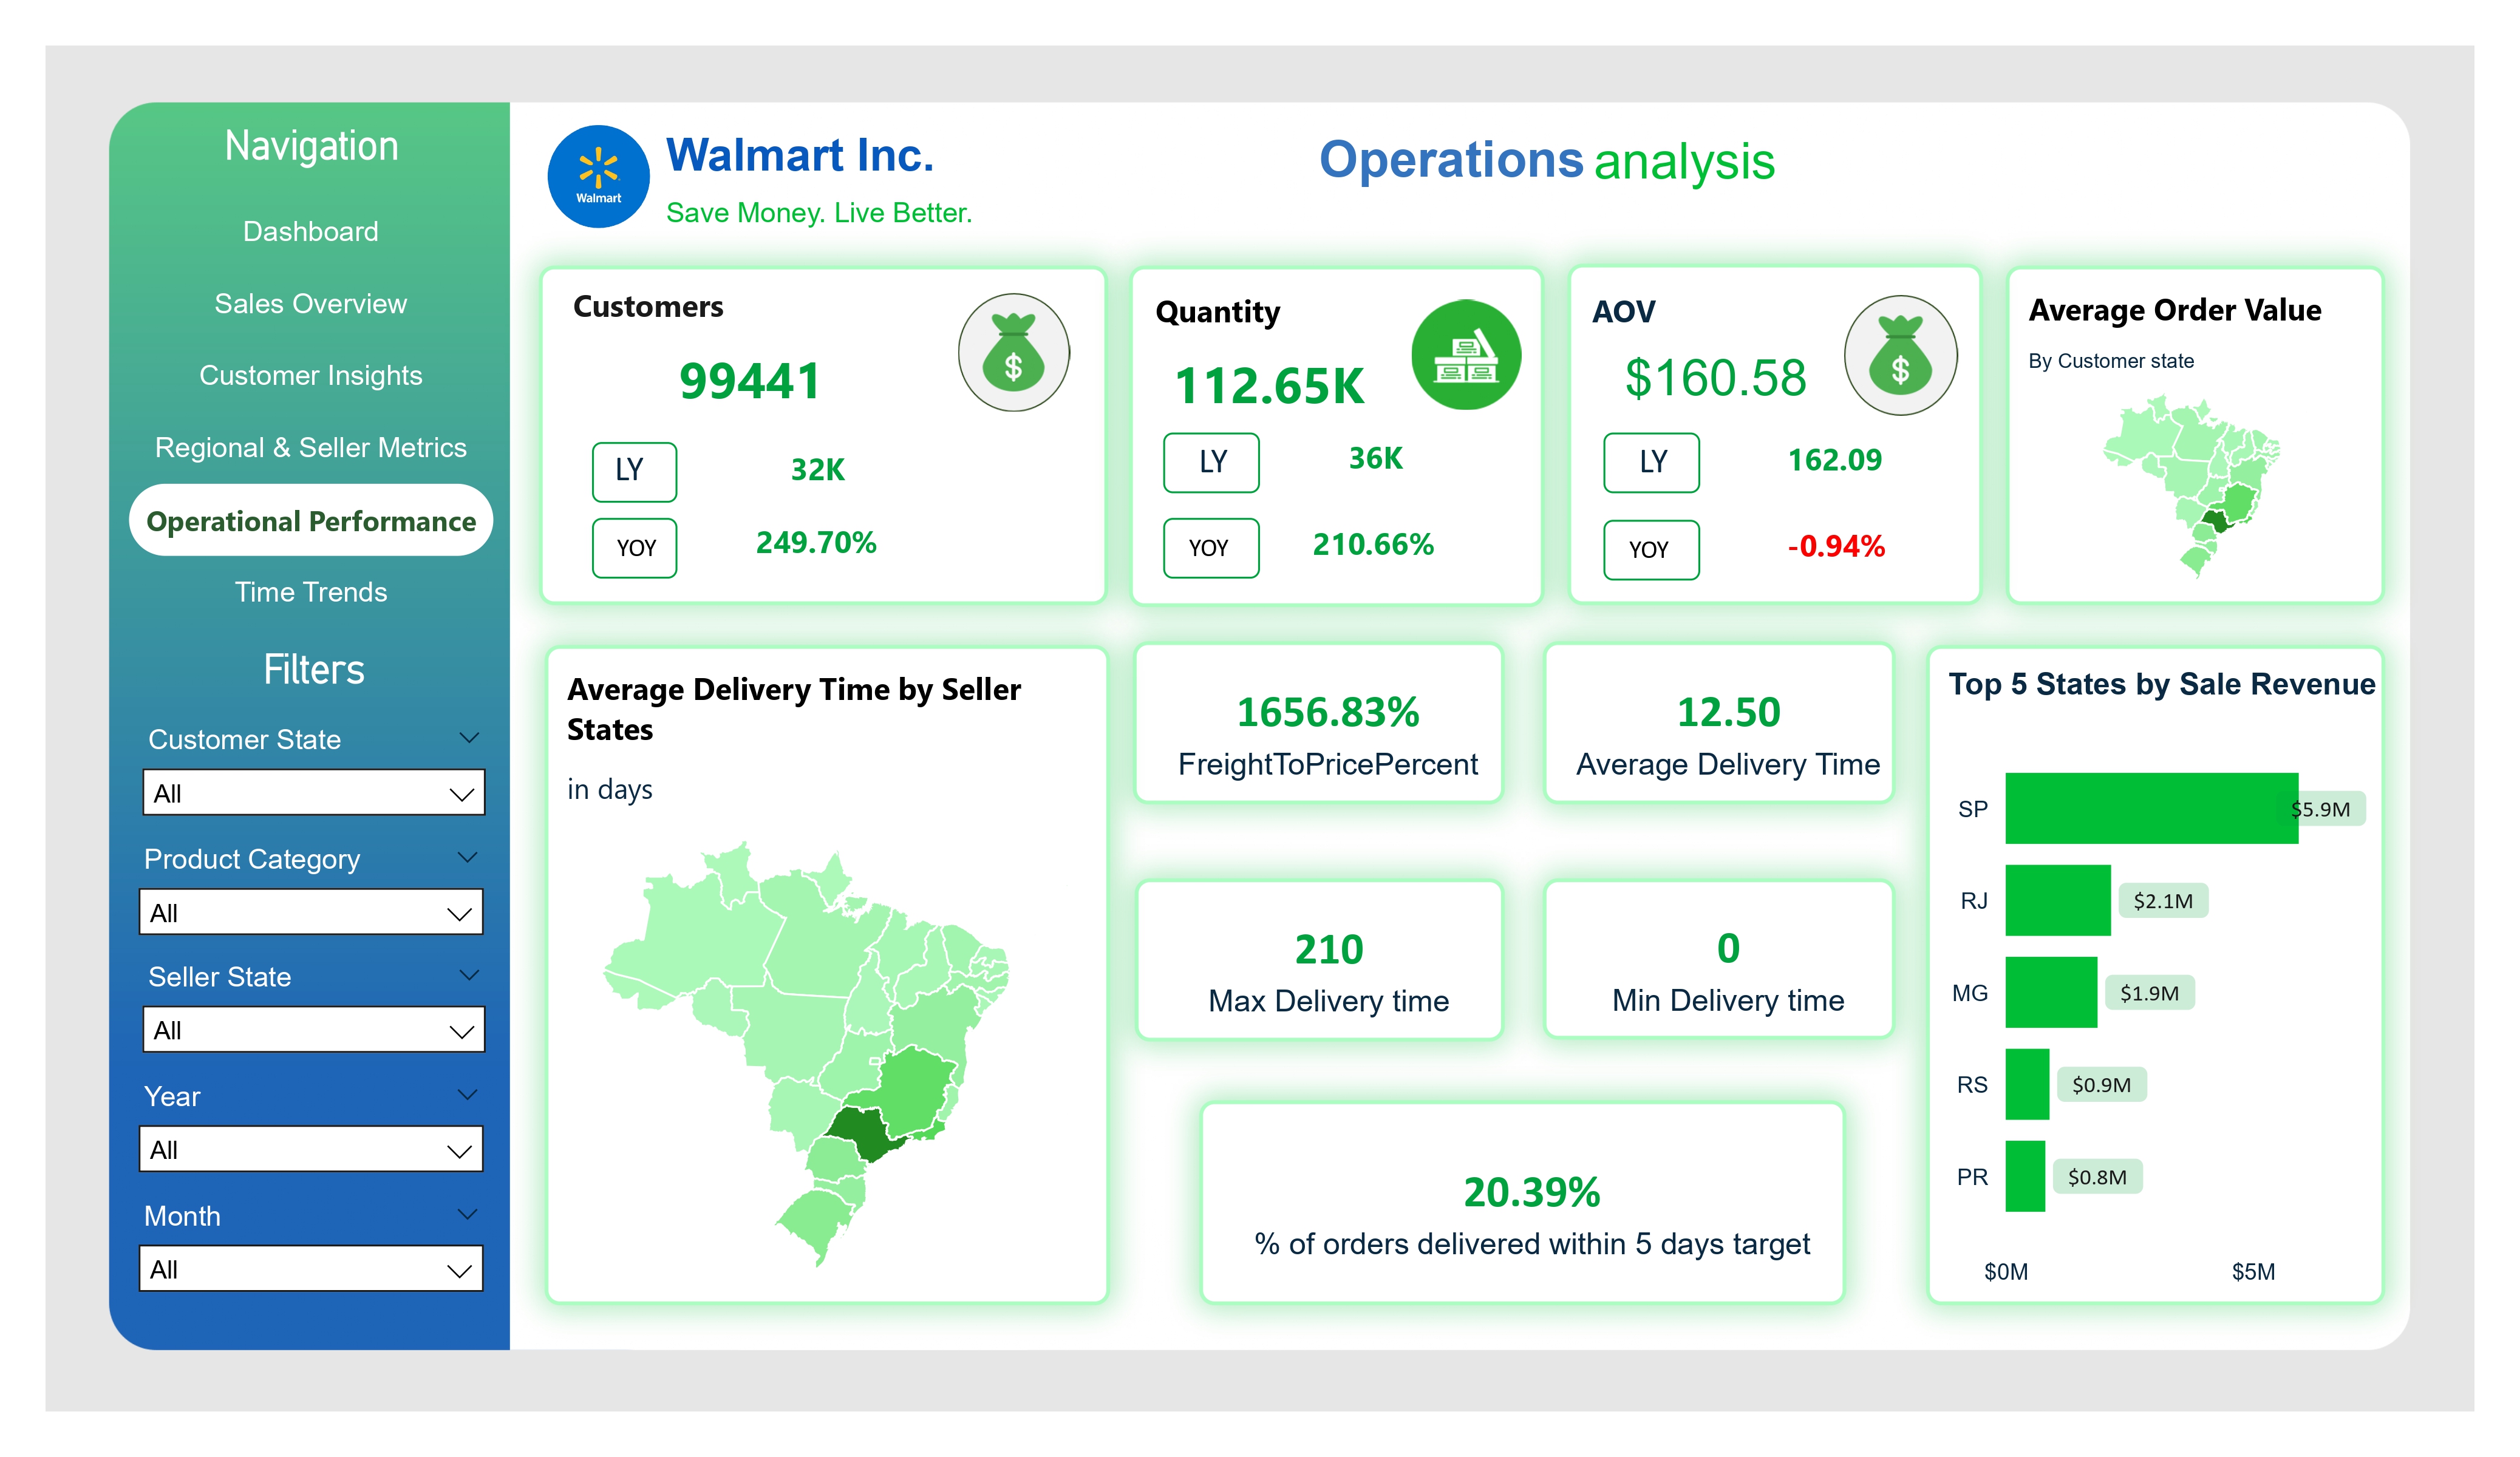 Navigation
Dashboard
Sales Overview
Customer Insights
Regional & Seller Metrics
Operational Performance
Time Trends
Filters
Customer State
All
Product Category
All
Seller State
All
Year
All
Month
All
Walmart
Walmart Inc.
Save Money. Live Better.
Operations analysis
Customers
99441
LY
32K
YOY
249.70%
Quantity
112.65K
LY
36K
YOY
210.66%
AOV
$160.58
LY
162.09
YOY
-0.94%
Average Order Value
By Customer state
Average Delivery Time by Seller
States
in days
1656.83%
FreightToPricePercent
12.50
Average Delivery Time
210
Max Delivery time
0
Min Delivery time
20.39%
% of orders delivered within 5 days target
Top 5 States by Sale Revenue
SP
$5.9M
RJ
$2.1M
MG
$1.9M
RS
$0.9M
PR
$0.8M
$0M
$5M